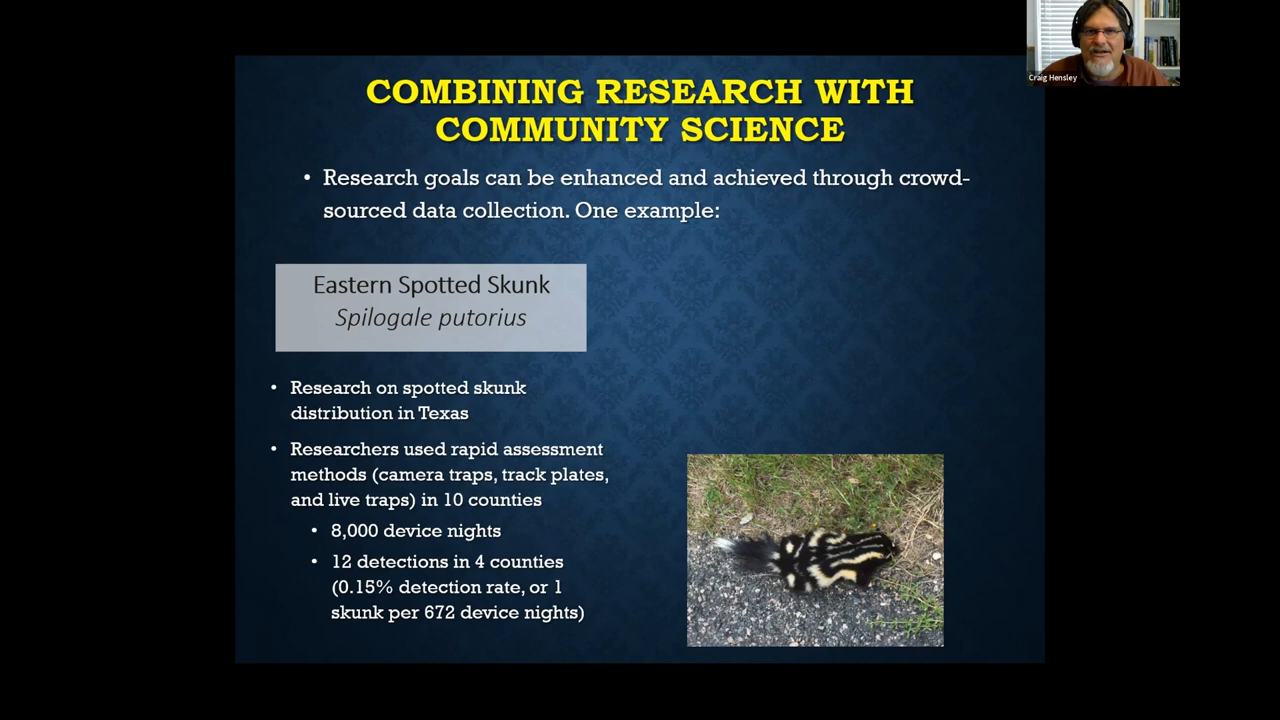 Craig Hensley
COMBINING RESEARCH WITH
COMMUNITY SCIENCE
• Research goals can be enhanced and achieved through crowd-
sourced data collection. One example:
Eastern Spotted Skunk
Spilogale putorius
• Research on spotted skunk
distribution in Texas
• Researchers used rapid assessment
methods (camera traps, track plates,
and live traps) in 10 counties
• 8,000 device nights
• 12 detections in 4 counties
(0.15% detection rate, or 1
skunk per 672 device nights)